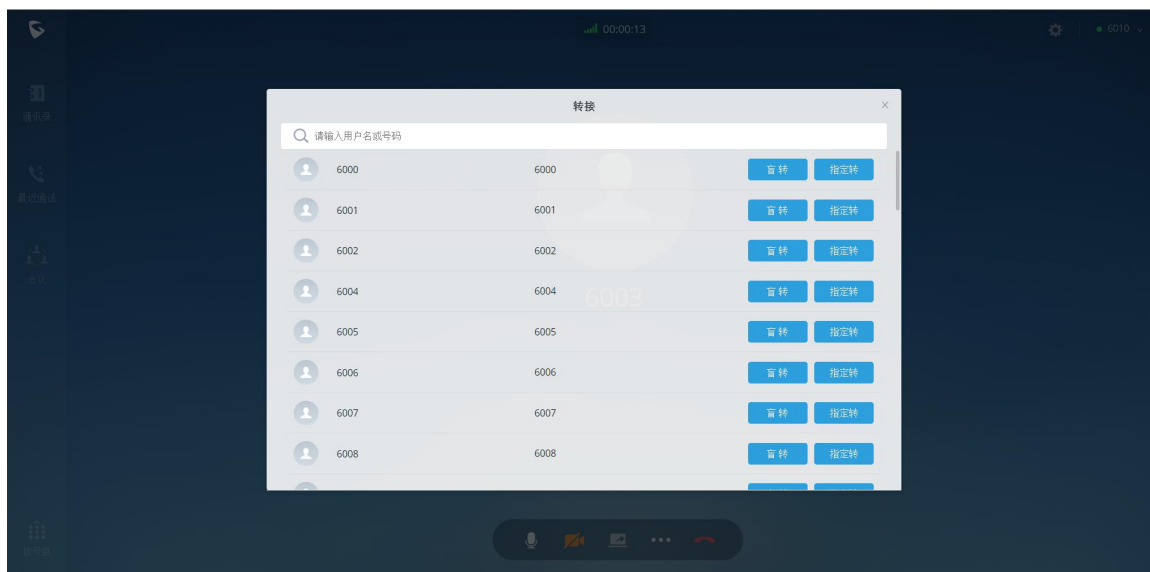 00:00:13
6010
通讯录
转接
×
请输入用户名或号码
6000 6000 盲转 指定转
6001 6001 盲转 指定转
最近通话
6002 6002 盲转 指定转
会议
6004 6004 盲转 指定转
6003
6005 6005 盲转 指定转
6006 6006 盲转 指定转
6007 6007 盲转 指定转
6008 6008 盲转 指定转
拨号盘